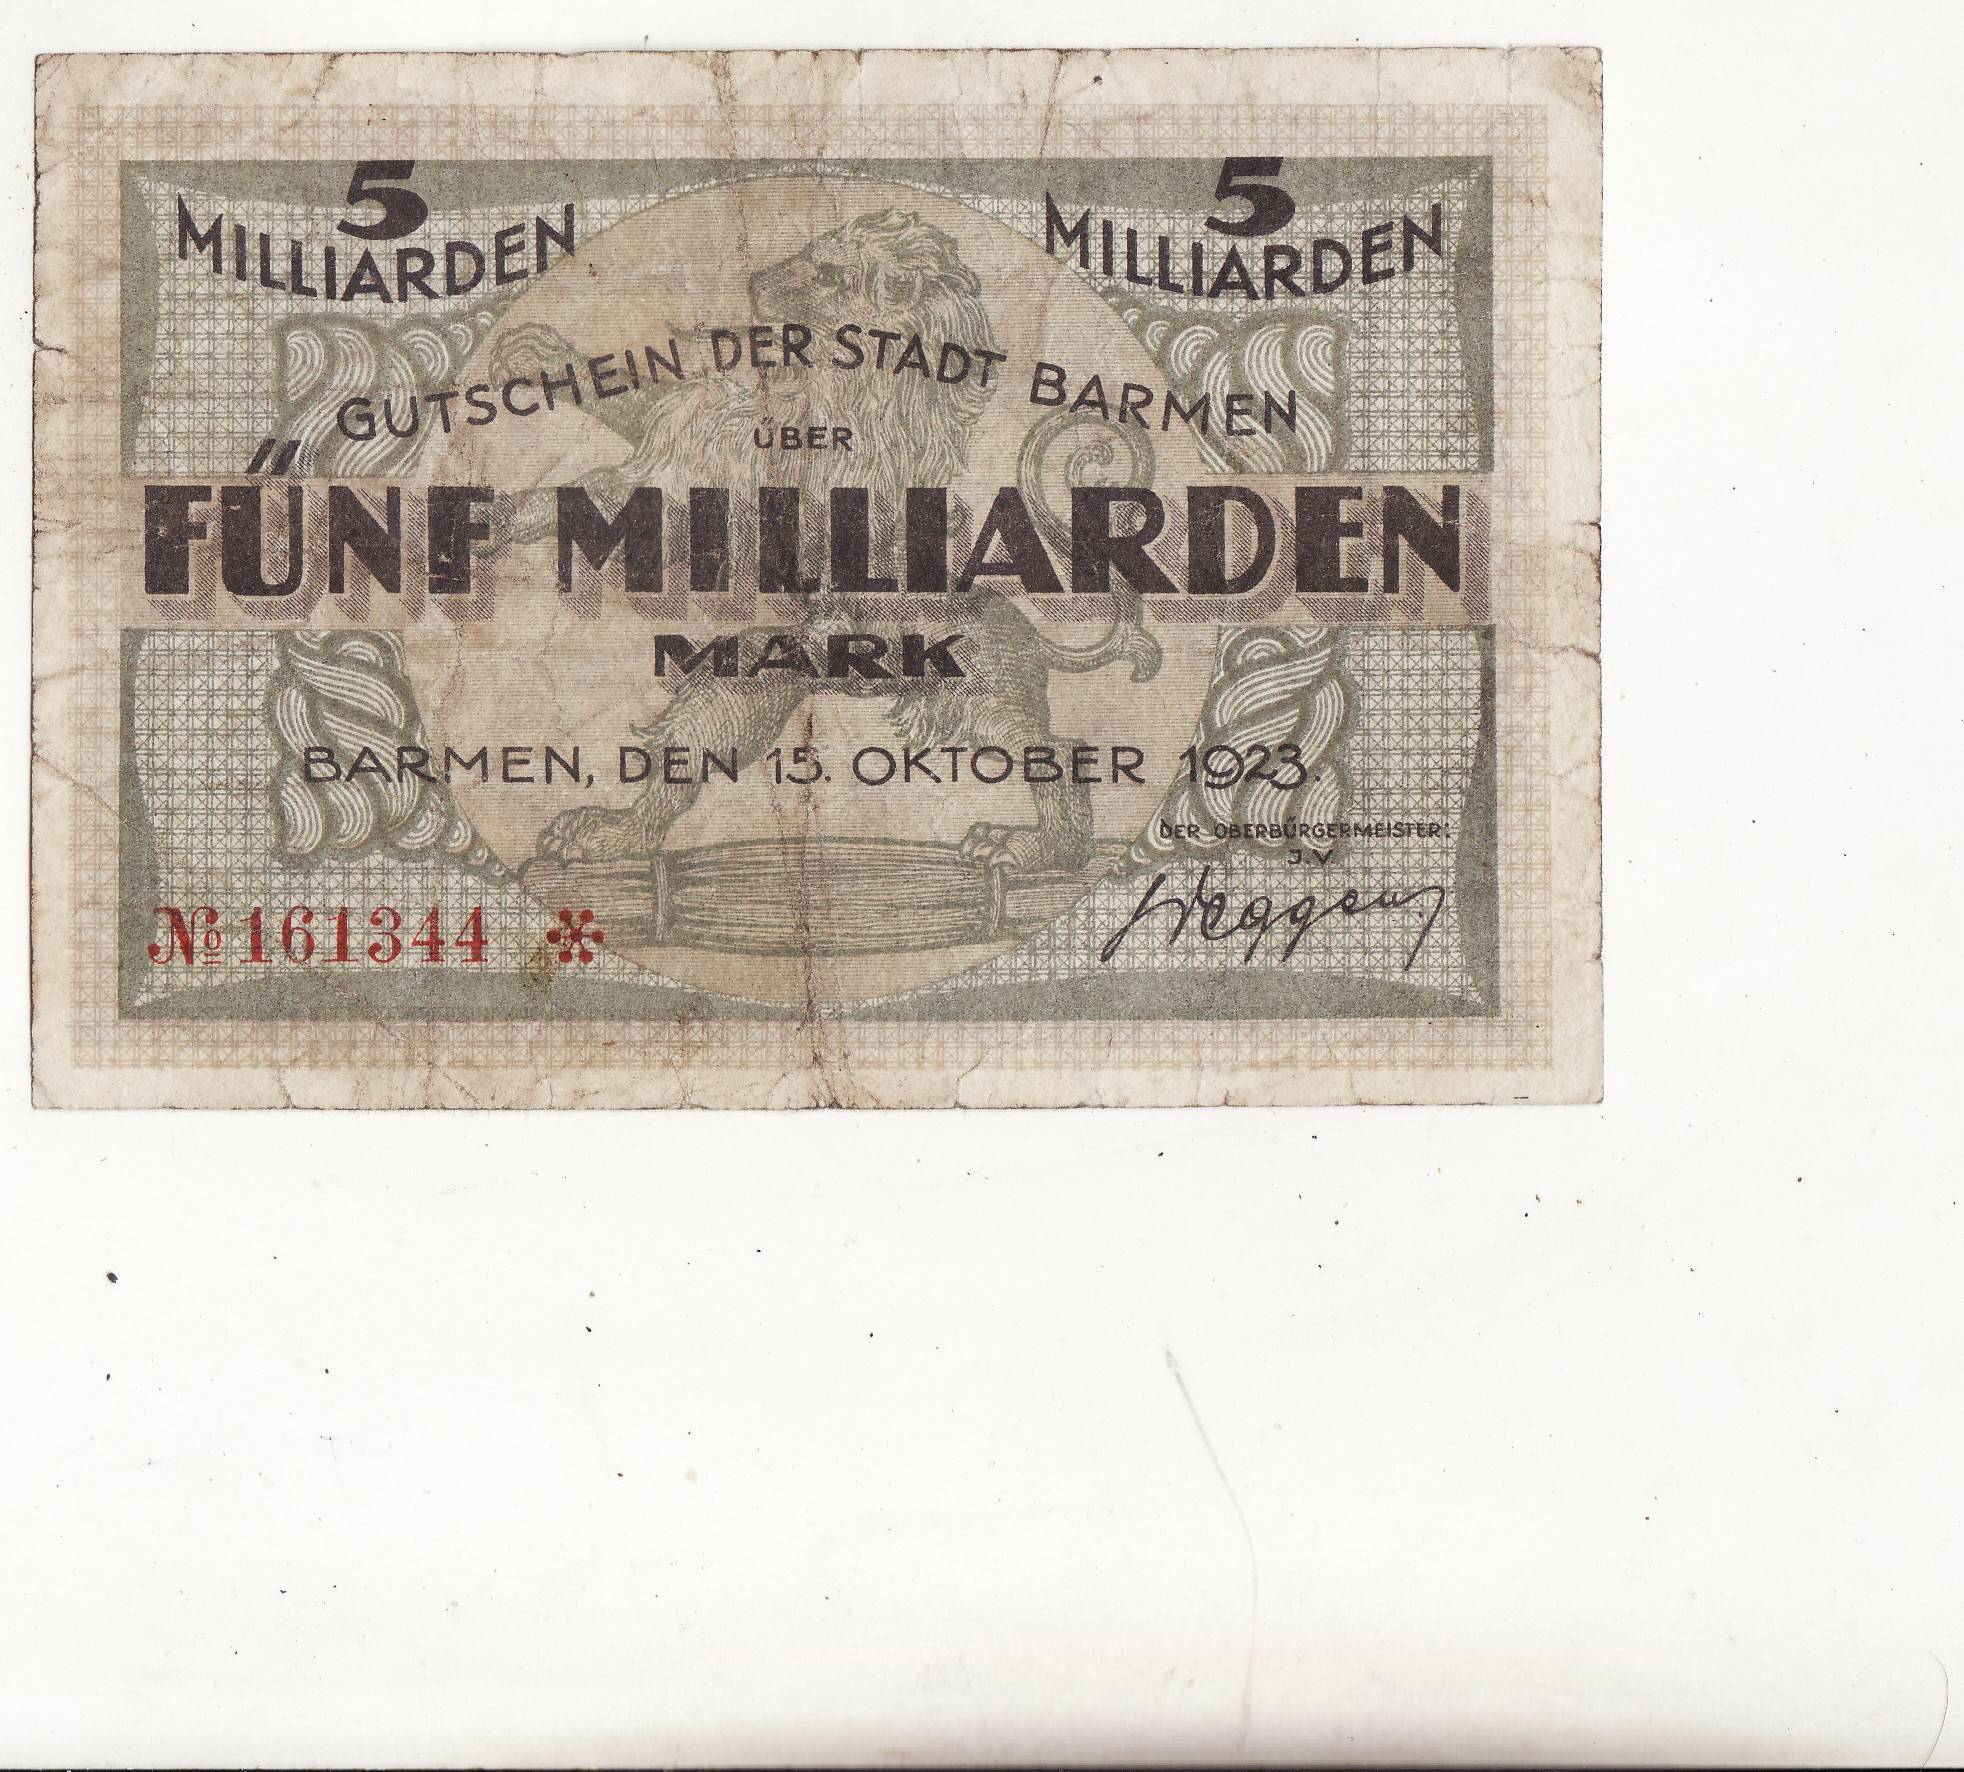 5 MILLIARDEN
5 MILLIARDEN
GUTSCHEIN DER STADT BARMEN
ÜBER
FÜNF MILLIARDEN
MARK
BARMEN, DEN 15. OKTOBER 1923.
DER OBERBÜRGERMEISTER:
J.V.
№ 161344 *